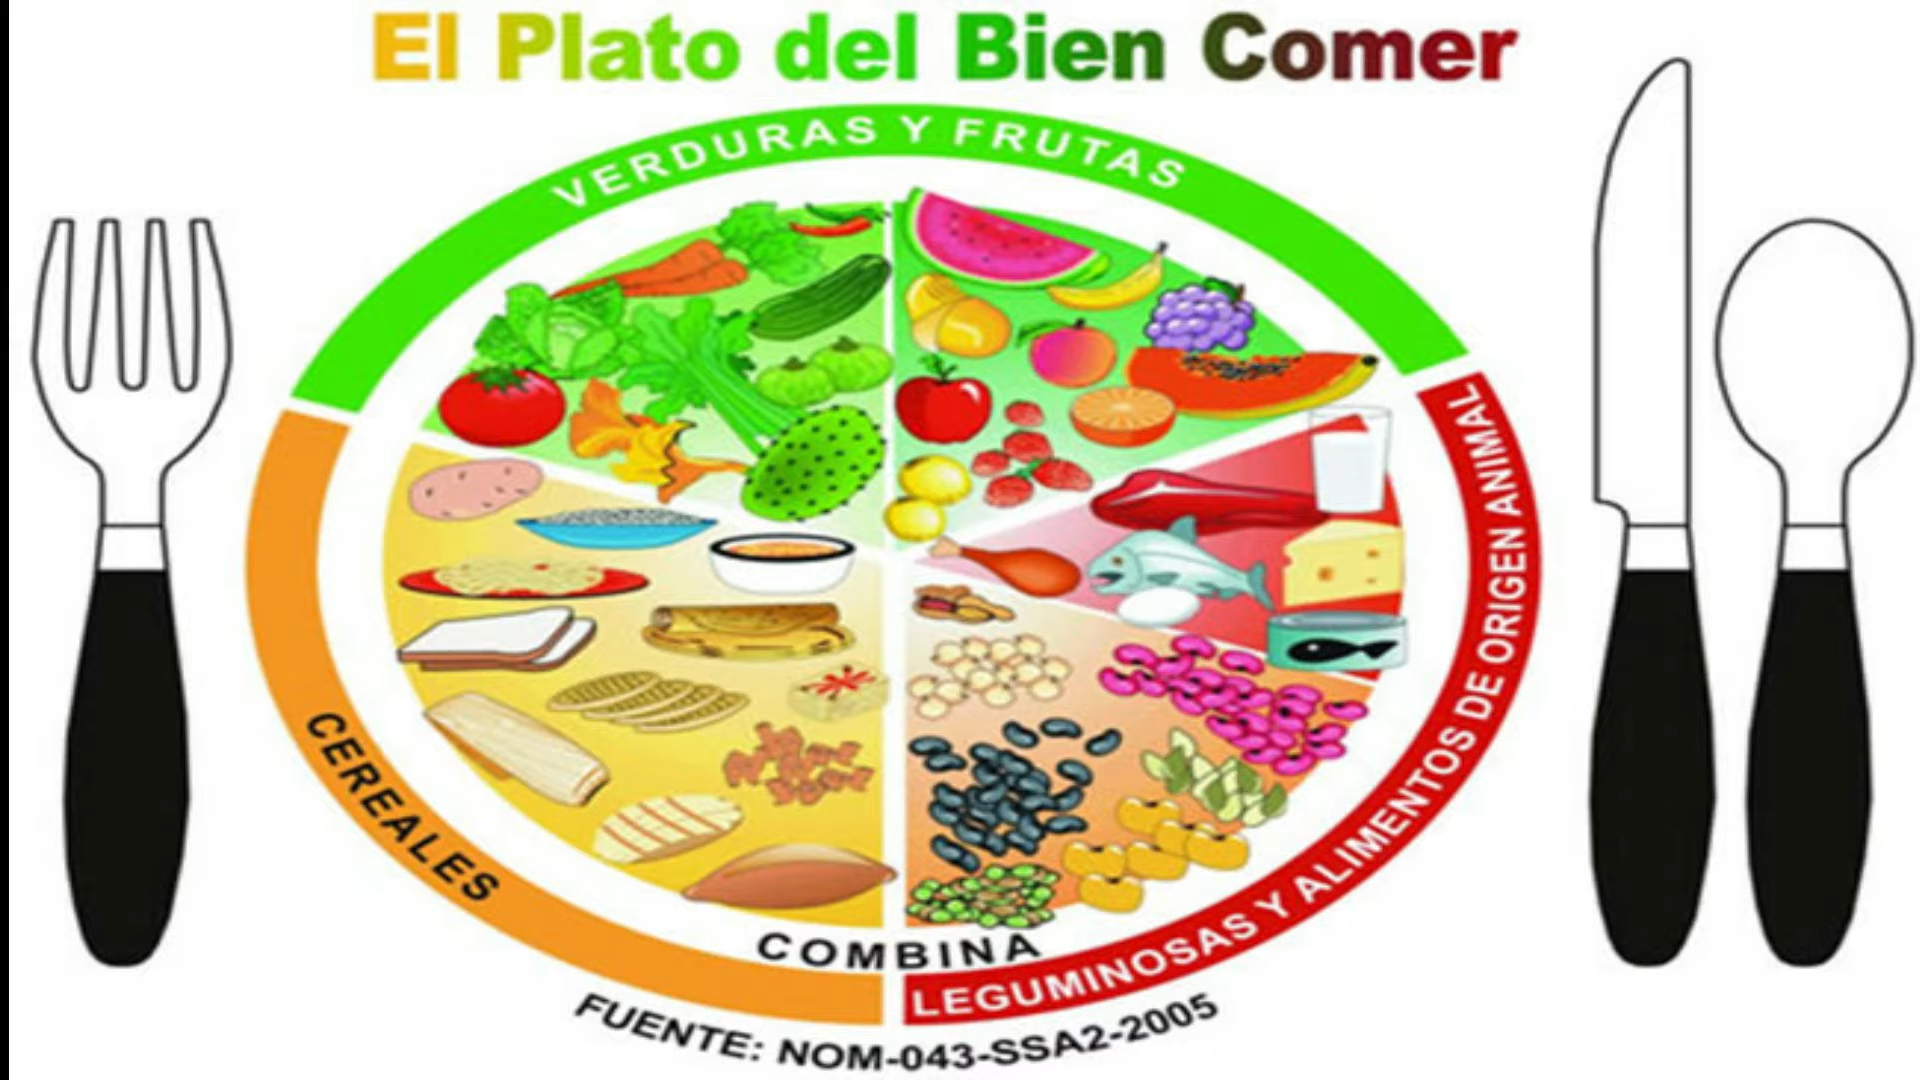 El Plato del Bien Comer
VERDURAS Y FRUTAS
CEREALES
LEGUMINOSAS Y ALIMENTOS DE ORIGEN ANIMAL
COMBINA
FUENTE: NOM-043-SSA2-2005